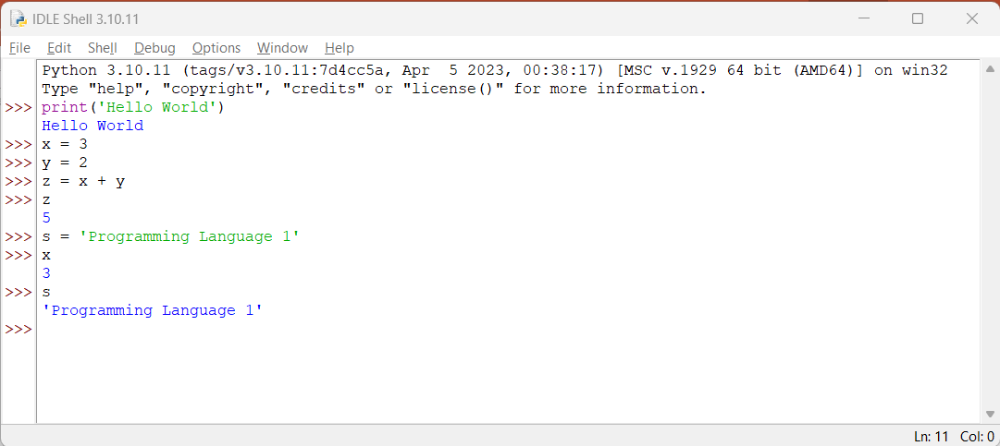 IDLE Shell 3.10.11
File Edit Shell Debug Options Window Help
Python 3.10.11 (tags/v3.10.11:7d4cc5a, Apr  5 2023, 00:38:17) [MSC v.1929 64 bit (AMD64)] on win32
Type "help", "copyright", "credits" or "license()" for more information.
>>> print('Hello World')
Hello World
>>> x = 3
>>> y = 2
>>> z = x + y
>>> z
5
>>> s = 'Programming Language 1'
>>> x
3
>>> s
'Programming Language 1'
>>>
Ln: 11 Col: 0